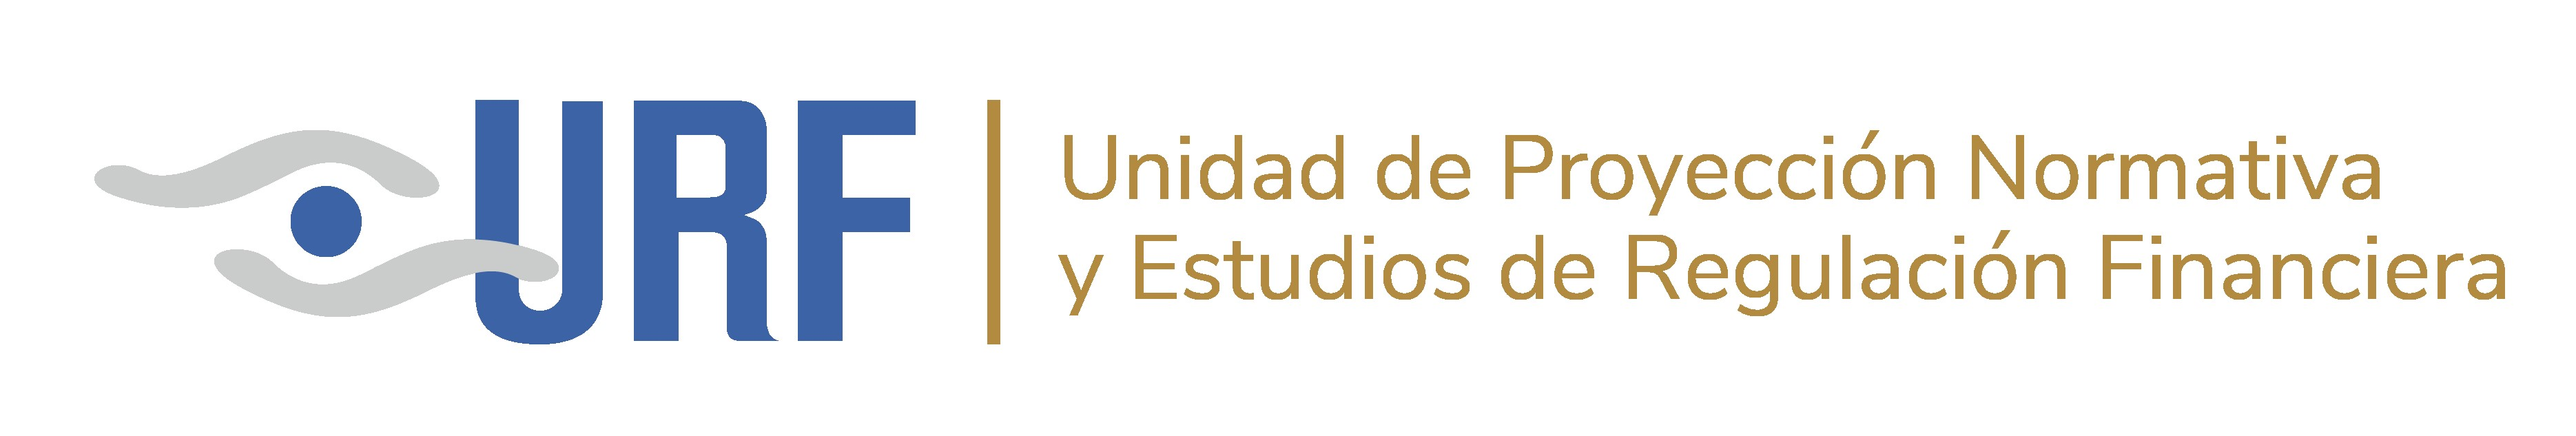 URF
Unidad de Proyección Normativa
y Estudios de Regulación Financiera